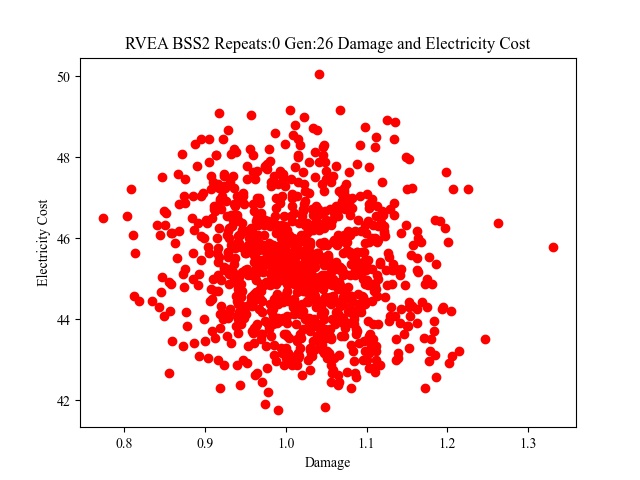 RVEA BSS2 Repeats:0 Gen:26 Damage and Electricity Cost
50
48
46
44
42
Electricity Cost
0.8 0.9 1.0 1.1 1.2 1.3
Damage